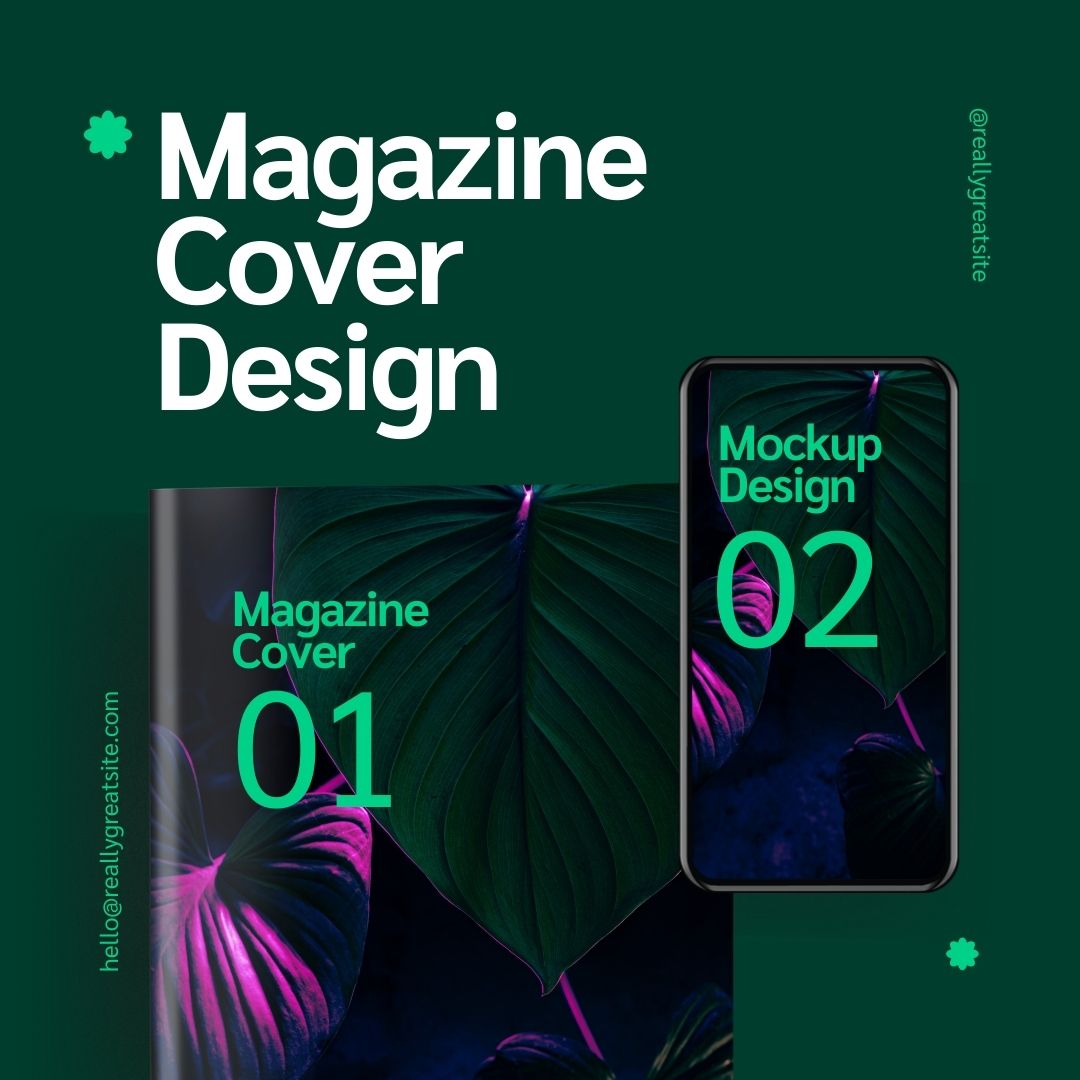 Magazine
Cover
Design
@reallygreatsite
Mockup
Design
02
Magazine
Cover
01
hello@reallygreatsite.com